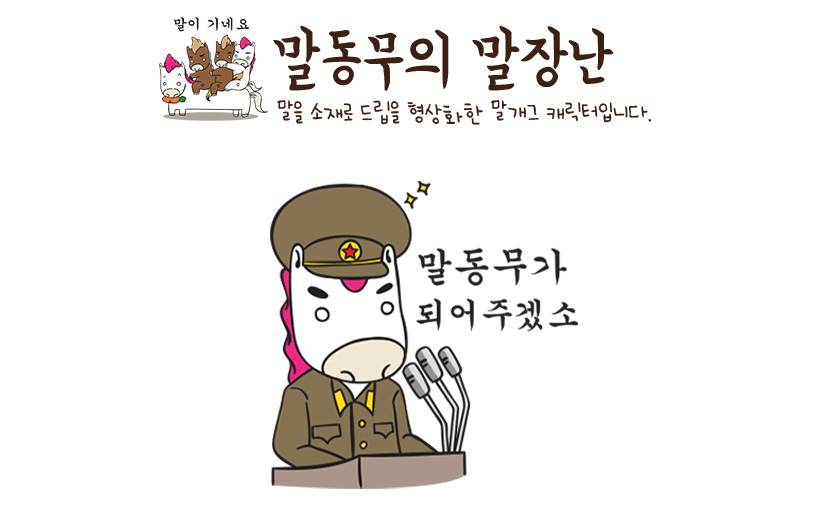 말이 기네요
말동무의 말장난
말을 소재로 드립을 형상화한 말개그 캐릭터입니다.
말동무가
되어주겠소